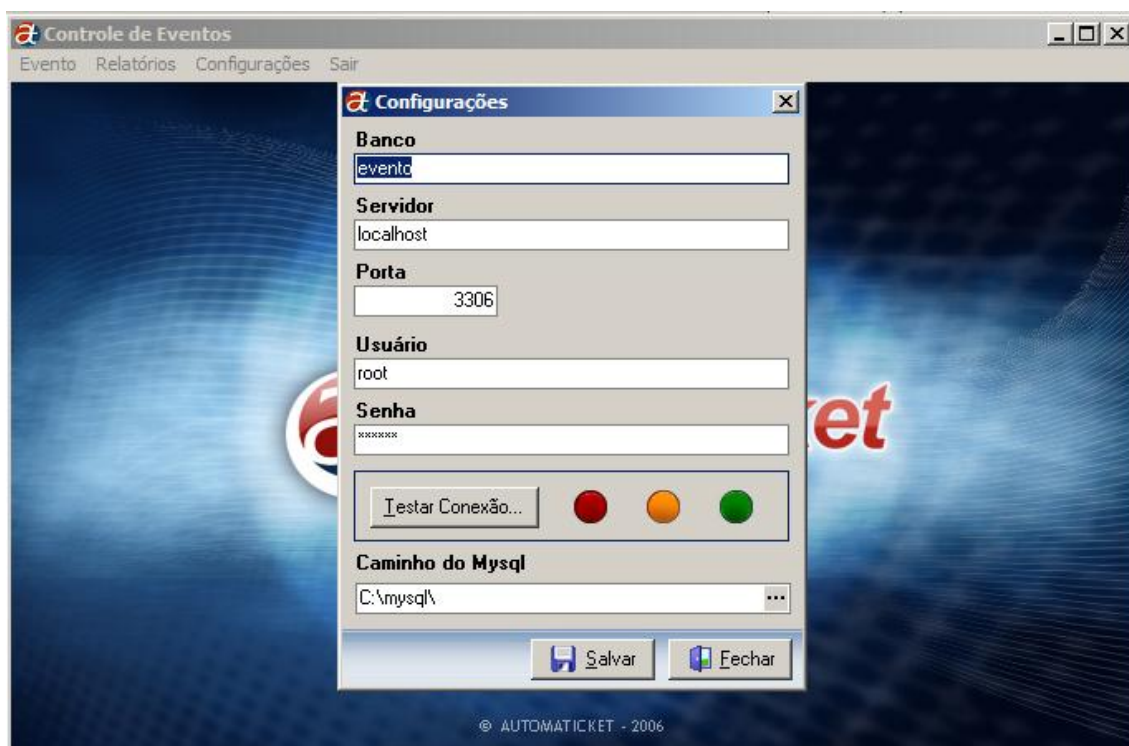 Controle de Eventos
Evento Relatórios Configurações Sair
Configurações
Banco
evento
Servidor
localhost
Porta
3306
Usuário
root
Senha
******
Testar Conexão...
Caminho do Mysql
C:\mysql\
...
Salvar Fechar
et
© AUTOMATICKET - 2006